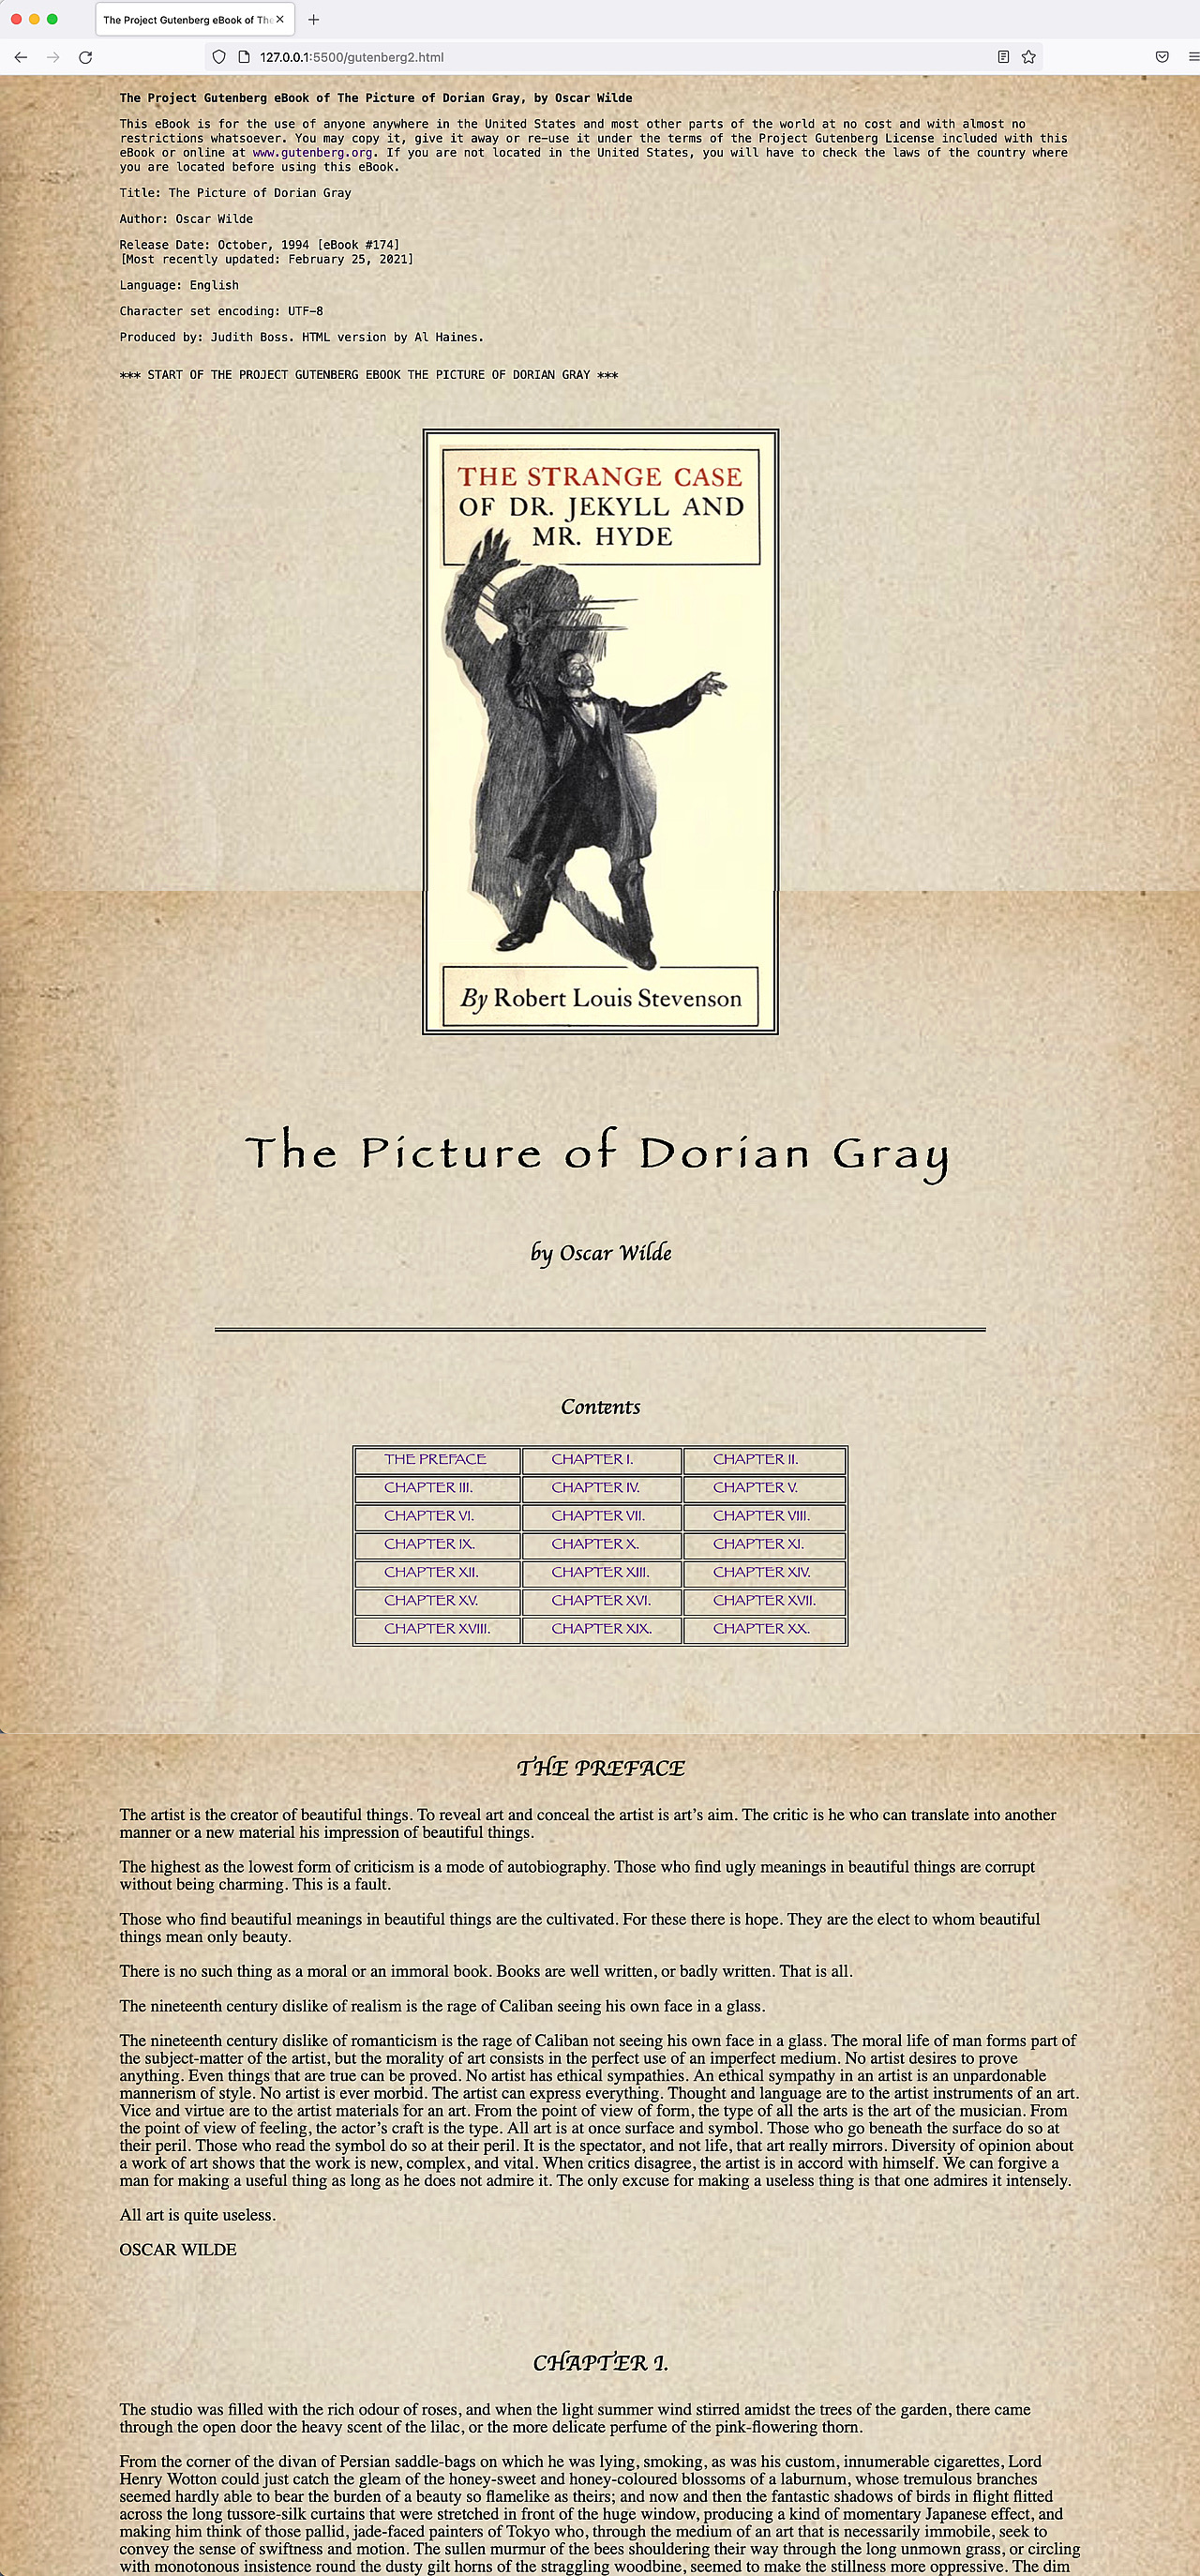 The Project Gutenberg eBook of The
127.0.0.1:5500/gutenberg2.html
The Project Gutenberg eBook of The Picture of Dorian Gray, by Oscar Wilde
This eBook is for the use of anyone anywhere in the United States and most other parts of the world at no cost and with almost no
restrictions whatsoever. You may copy it, give it away or re-use it under the terms of the Project Gutenberg License included with this
eBook or online at www.gutenberg.org. If you are not located in the United States, you will have to check the laws of the country where
you are located before using this eBook.
Title: The Picture of Dorian Gray
Author: Oscar Wilde
Release Date: October, 1994 [eBook #174]
[Most recently updated: February 25, 2021]
Language: English
Character set encoding: UTF-8
Produced by: Judith Boss. HTML version by Al Haines.
*** START OF THE PROJECT GUTENBERG EBOOK THE PICTURE OF DORIAN GRAY ***
THE STRANGE CASE
OF DR. JEKYLL AND
MR. HYDE
By Robert Louis Stevenson
The Picture of Dorian Gray
by Oscar Wilde
Contents
THE PREFACE CHAPTER I. CHAPTER II.
CHAPTER III. CHAPTER IV. CHAPTER V.
CHAPTER VI. CHAPTER VII. CHAPTER VIII.
CHAPTER IX. CHAPTER X. CHAPTER XI.
CHAPTER XII. CHAPTER XIII. CHAPTER XIV.
CHAPTER XV. CHAPTER XVI. CHAPTER XVII.
CHAPTER XVIII. CHAPTER XIX. CHAPTER XX.
THE PREFACE
The artist is the creator of beautiful things. To reveal art and conceal the artist is art’s aim. The critic is he who can translate into another
manner or a new material his impression of beautiful things.
The highest as the lowest form of criticism is a mode of autobiography. Those who find ugly meanings in beautiful things are corrupt
without being charming. This is a fault.
Those who find beautiful meanings in beautiful things are the cultivated. For these there is hope. They are the elect to whom beautiful
things mean only beauty.
There is no such thing as a moral or an immoral book. Books are well written, or badly written. That is all.
The nineteenth century dislike of realism is the rage of Caliban seeing his own face in a glass.
The nineteenth century dislike of romanticism is the rage of Caliban not seeing his own face in a glass. The moral life of man forms part of
the subject-matter of the artist, but the morality of art consists in the perfect use of an imperfect medium. No artist desires to prove
anything. Even things that are true can be proved. No artist has ethical sympathies. An ethical sympathy in an artist is an unpardonable
mannerism of style. No artist is ever morbid. The artist can express everything. Thought and language are to the artist instruments of an art.
Vice and virtue are to the artist materials for an art. From the point of view of form, the type of all the arts is the art of the musician. From
the point of view of feeling, the actor’s craft is the type. All art is at once surface and symbol. Those who go beneath the surface do so at
their peril. Those who read the symbol do so at their peril. It is the spectator, and not life, that art really mirrors. Diversity of opinion about
a work of art shows that the work is new, complex, and vital. When critics disagree, the artist is in accord with himself. We can forgive a
man for making a useful thing as long as he does not admire it. The only excuse for making a useless thing is that one admires it intensely.
All art is quite useless.
OSCAR WILDE
CHAPTER I.
The studio was filled with the rich odour of roses, and when the light summer wind stirred amidst the trees of the garden, there came
through the open door the heavy scent of the lilac, or the more delicate perfume of the pink-flowering thorn.
From the corner of the divan of Persian saddle-bags on which he was lying, smoking, as was his custom, innumerable cigarettes, Lord
Henry Wotton could just catch the gleam of the honey-sweet and honey-coloured blossoms of a laburnum, whose tremulous branches
seemed hardly able to bear the burden of a beauty so flamelike as theirs; and now and then the fantastic shadows of birds in flight flitted
across the long tussore-silk curtains that were stretched in front of the huge window, producing a kind of momentary Japanese effect, and
making him think of those pallid, jade-faced painters of Tokyo who, through the medium of an art that is necessarily immobile, seek to
convey the sense of swiftness and motion. The sullen murmur of the bees shouldering their way through the long unmown grass, or circling
with monotonous insistence round the dusty gilt horns of the straggling woodbine, seemed to make the stillness more oppressive. The dim